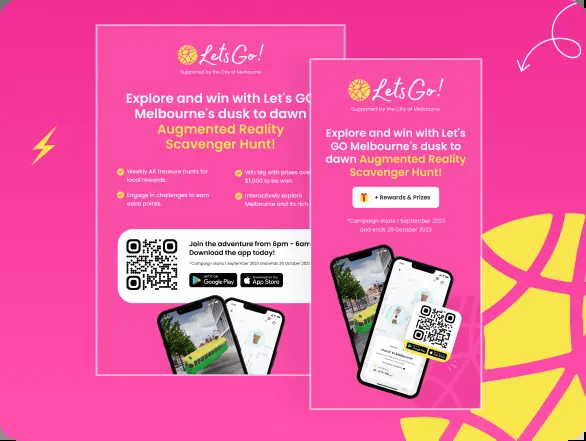 Let's Go!
Supported by the City of Melbourne
Explore and win with Let's GO
Melbourne's dusk to dawn
Augmented Reality
Scavenger Hunt!
Weekly AR treasure hunts for
local rewards.
Engage in challenges to earn
extra points.
Win big with prizes over
$1,000 to be won.
Interactively explore
Melbourne and its rich
Join the adventure from 6pm - 6am
Download the app today!
*Campaign starts 1 September 2023 and ends 29 October 2023
GET IT ON
Google Play
Download on the
App Store
Let's Go!
Supported by the City of Melbourne
Explore and win with Let's
GO Melbourne's dusk to
dawn Augmented Reality
Scavenger Hunt!
+ Rewards & Prizes
*Campaign starts 1 September 2023
and ends 29 October 2023